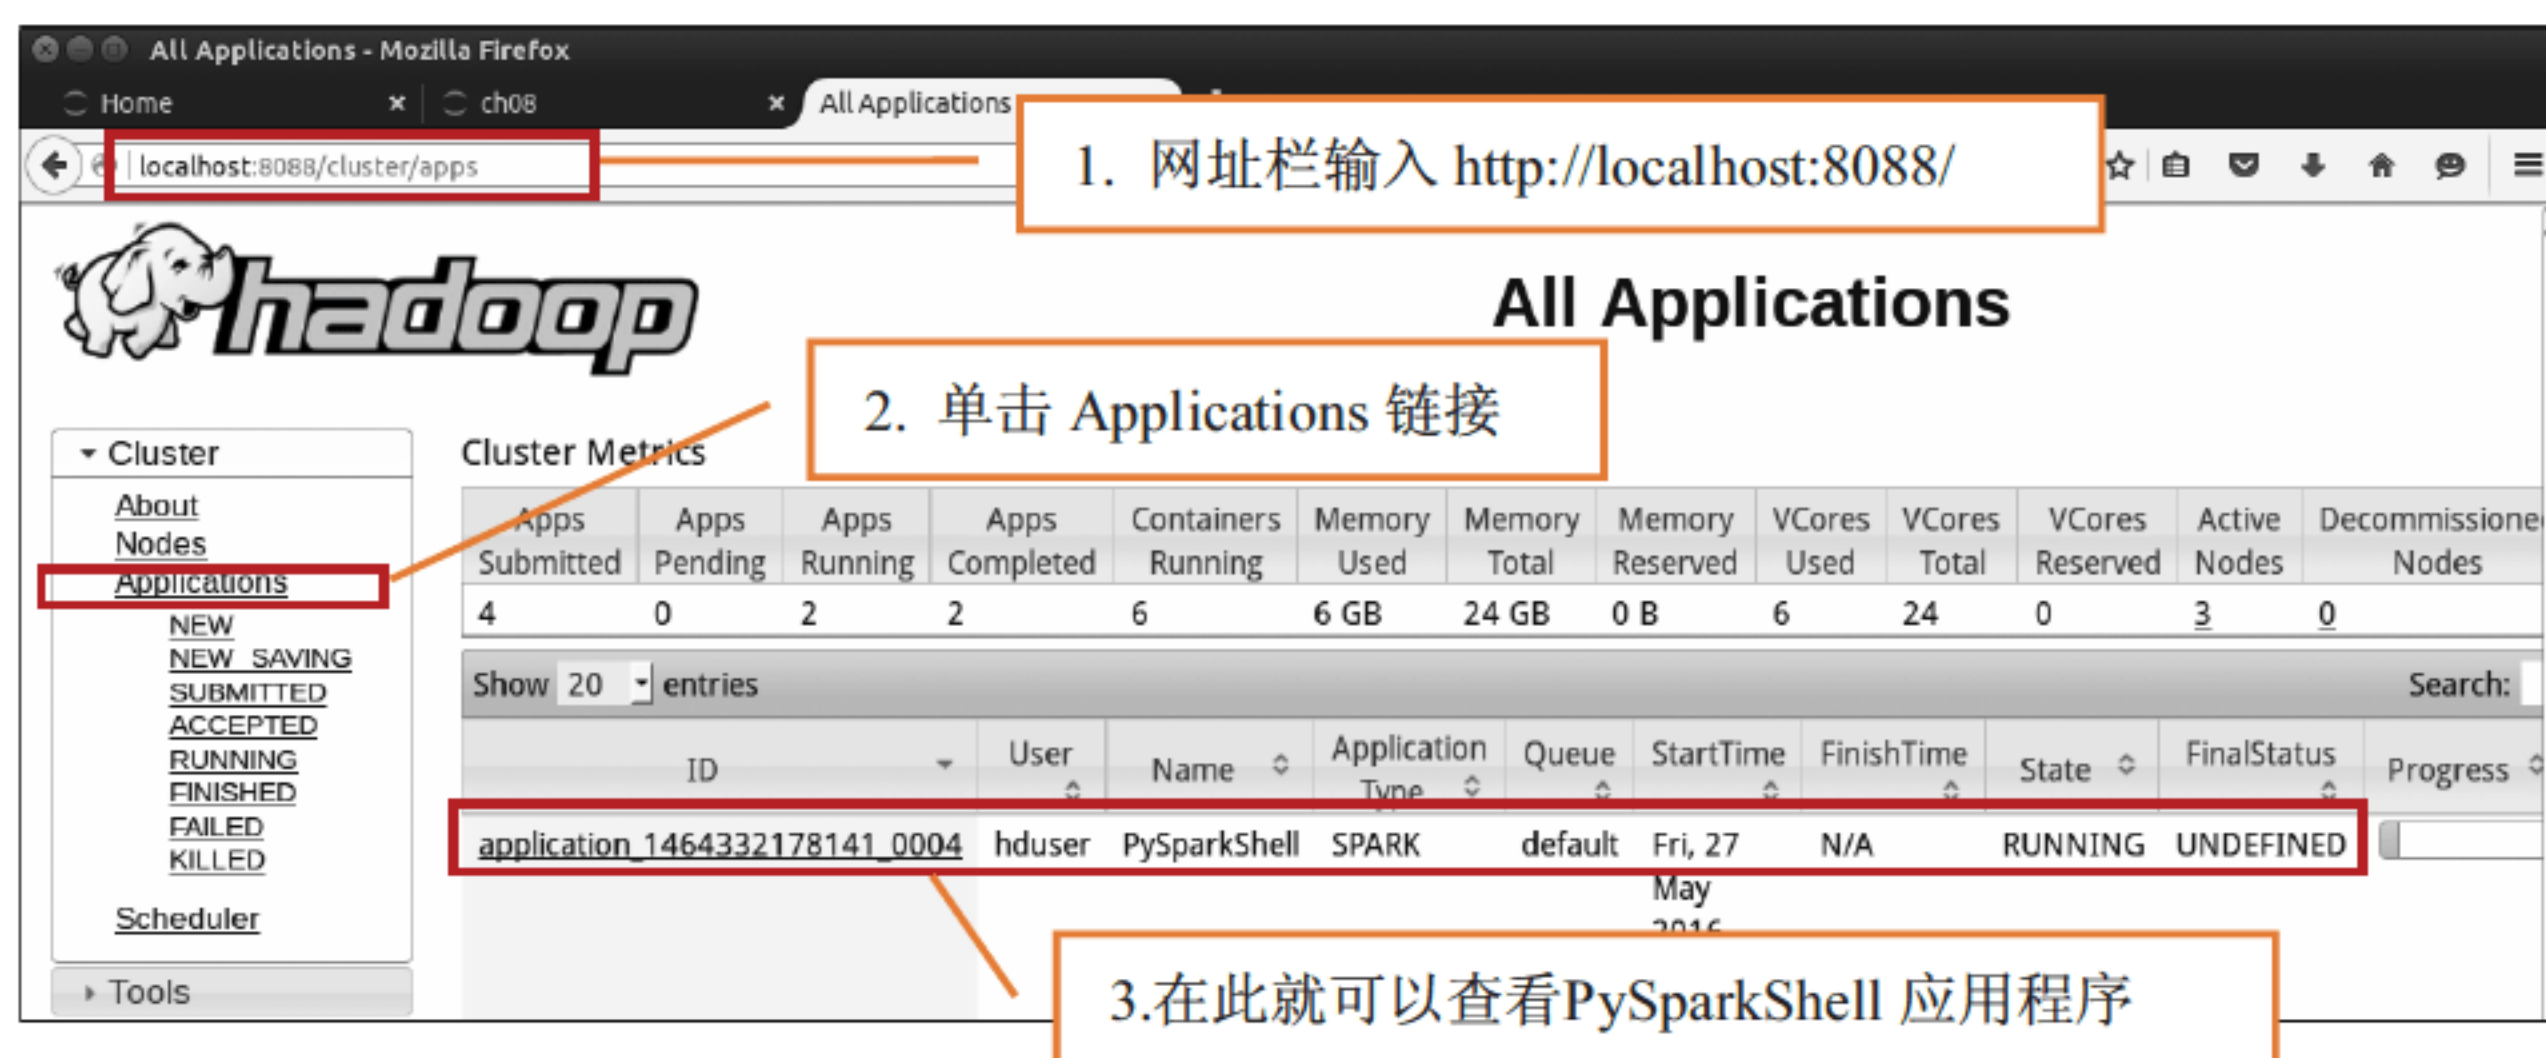 All Applications - Mozilla Firefox
Home × ch08 × All Applications
localhost:8088/cluster/apps
1. 网址栏输入 http://localhost:8088/
hadoop
All Applications
2. 单击 Applications 链接
Cluster
About
Nodes
Applications
NEW
NEW_SAVING
SUBMITTED
ACCEPTED
RUNNING
FINISHED
FAILED
KILLED
Scheduler
Tools
Cluster Metrics
Apps Submitted Apps Pending Apps Running Apps Completed Containers Running Memory Used Memory Total Memory Reserved VCores Used VCores Total VCores Reserved Active Nodes Decommissioned Nodes
4 0 2 2 6 6 GB 24 GB 0 B 6 24 0 3 0
Show 20 entries Search:
ID User Name Application Type Queue StartTime FinishTime State FinalStatus Progress
application_1464332178141_0004 hduser PySparkShell SPARK default Fri, 27 N/A RUNNING UNDEFINED
May
2016
3.在此就可以查看PySparkShell 应用程序